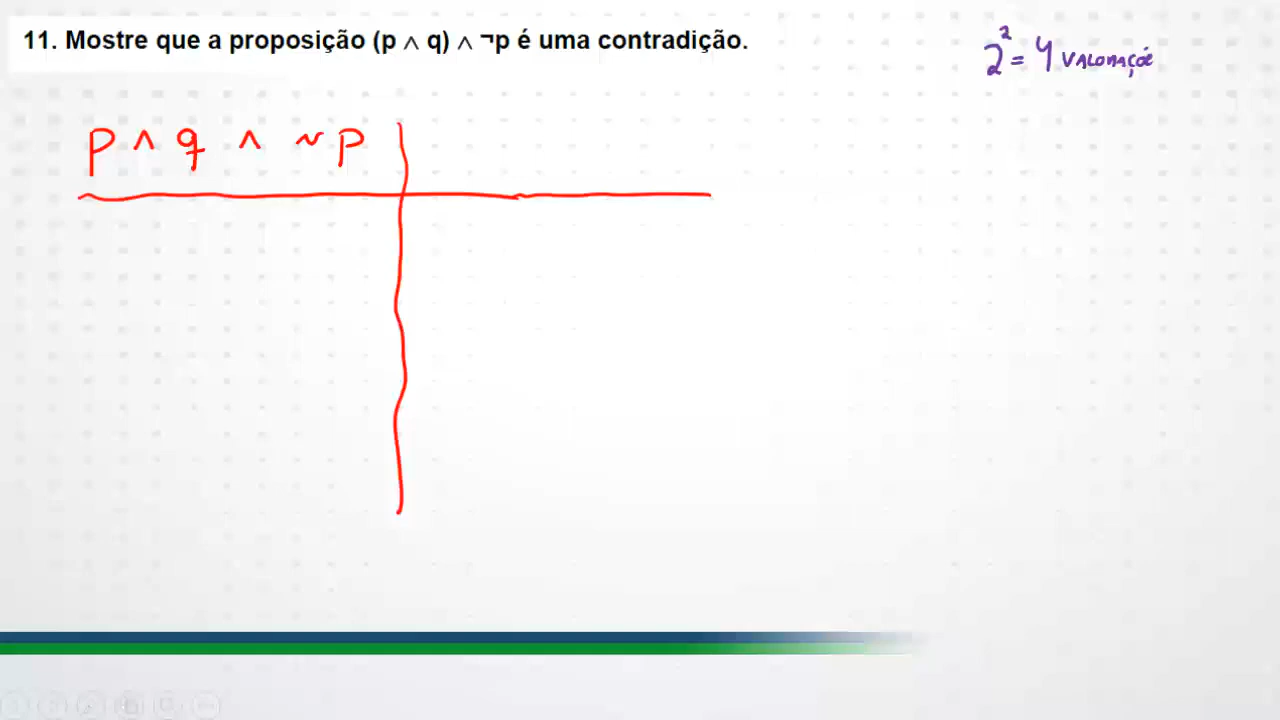 11. Mostre que a proposição (p ∧ q) ∧ ¬p é uma contradição.
2² = 4 VALORAÇÕE
p ∧ q ∧ ~ p